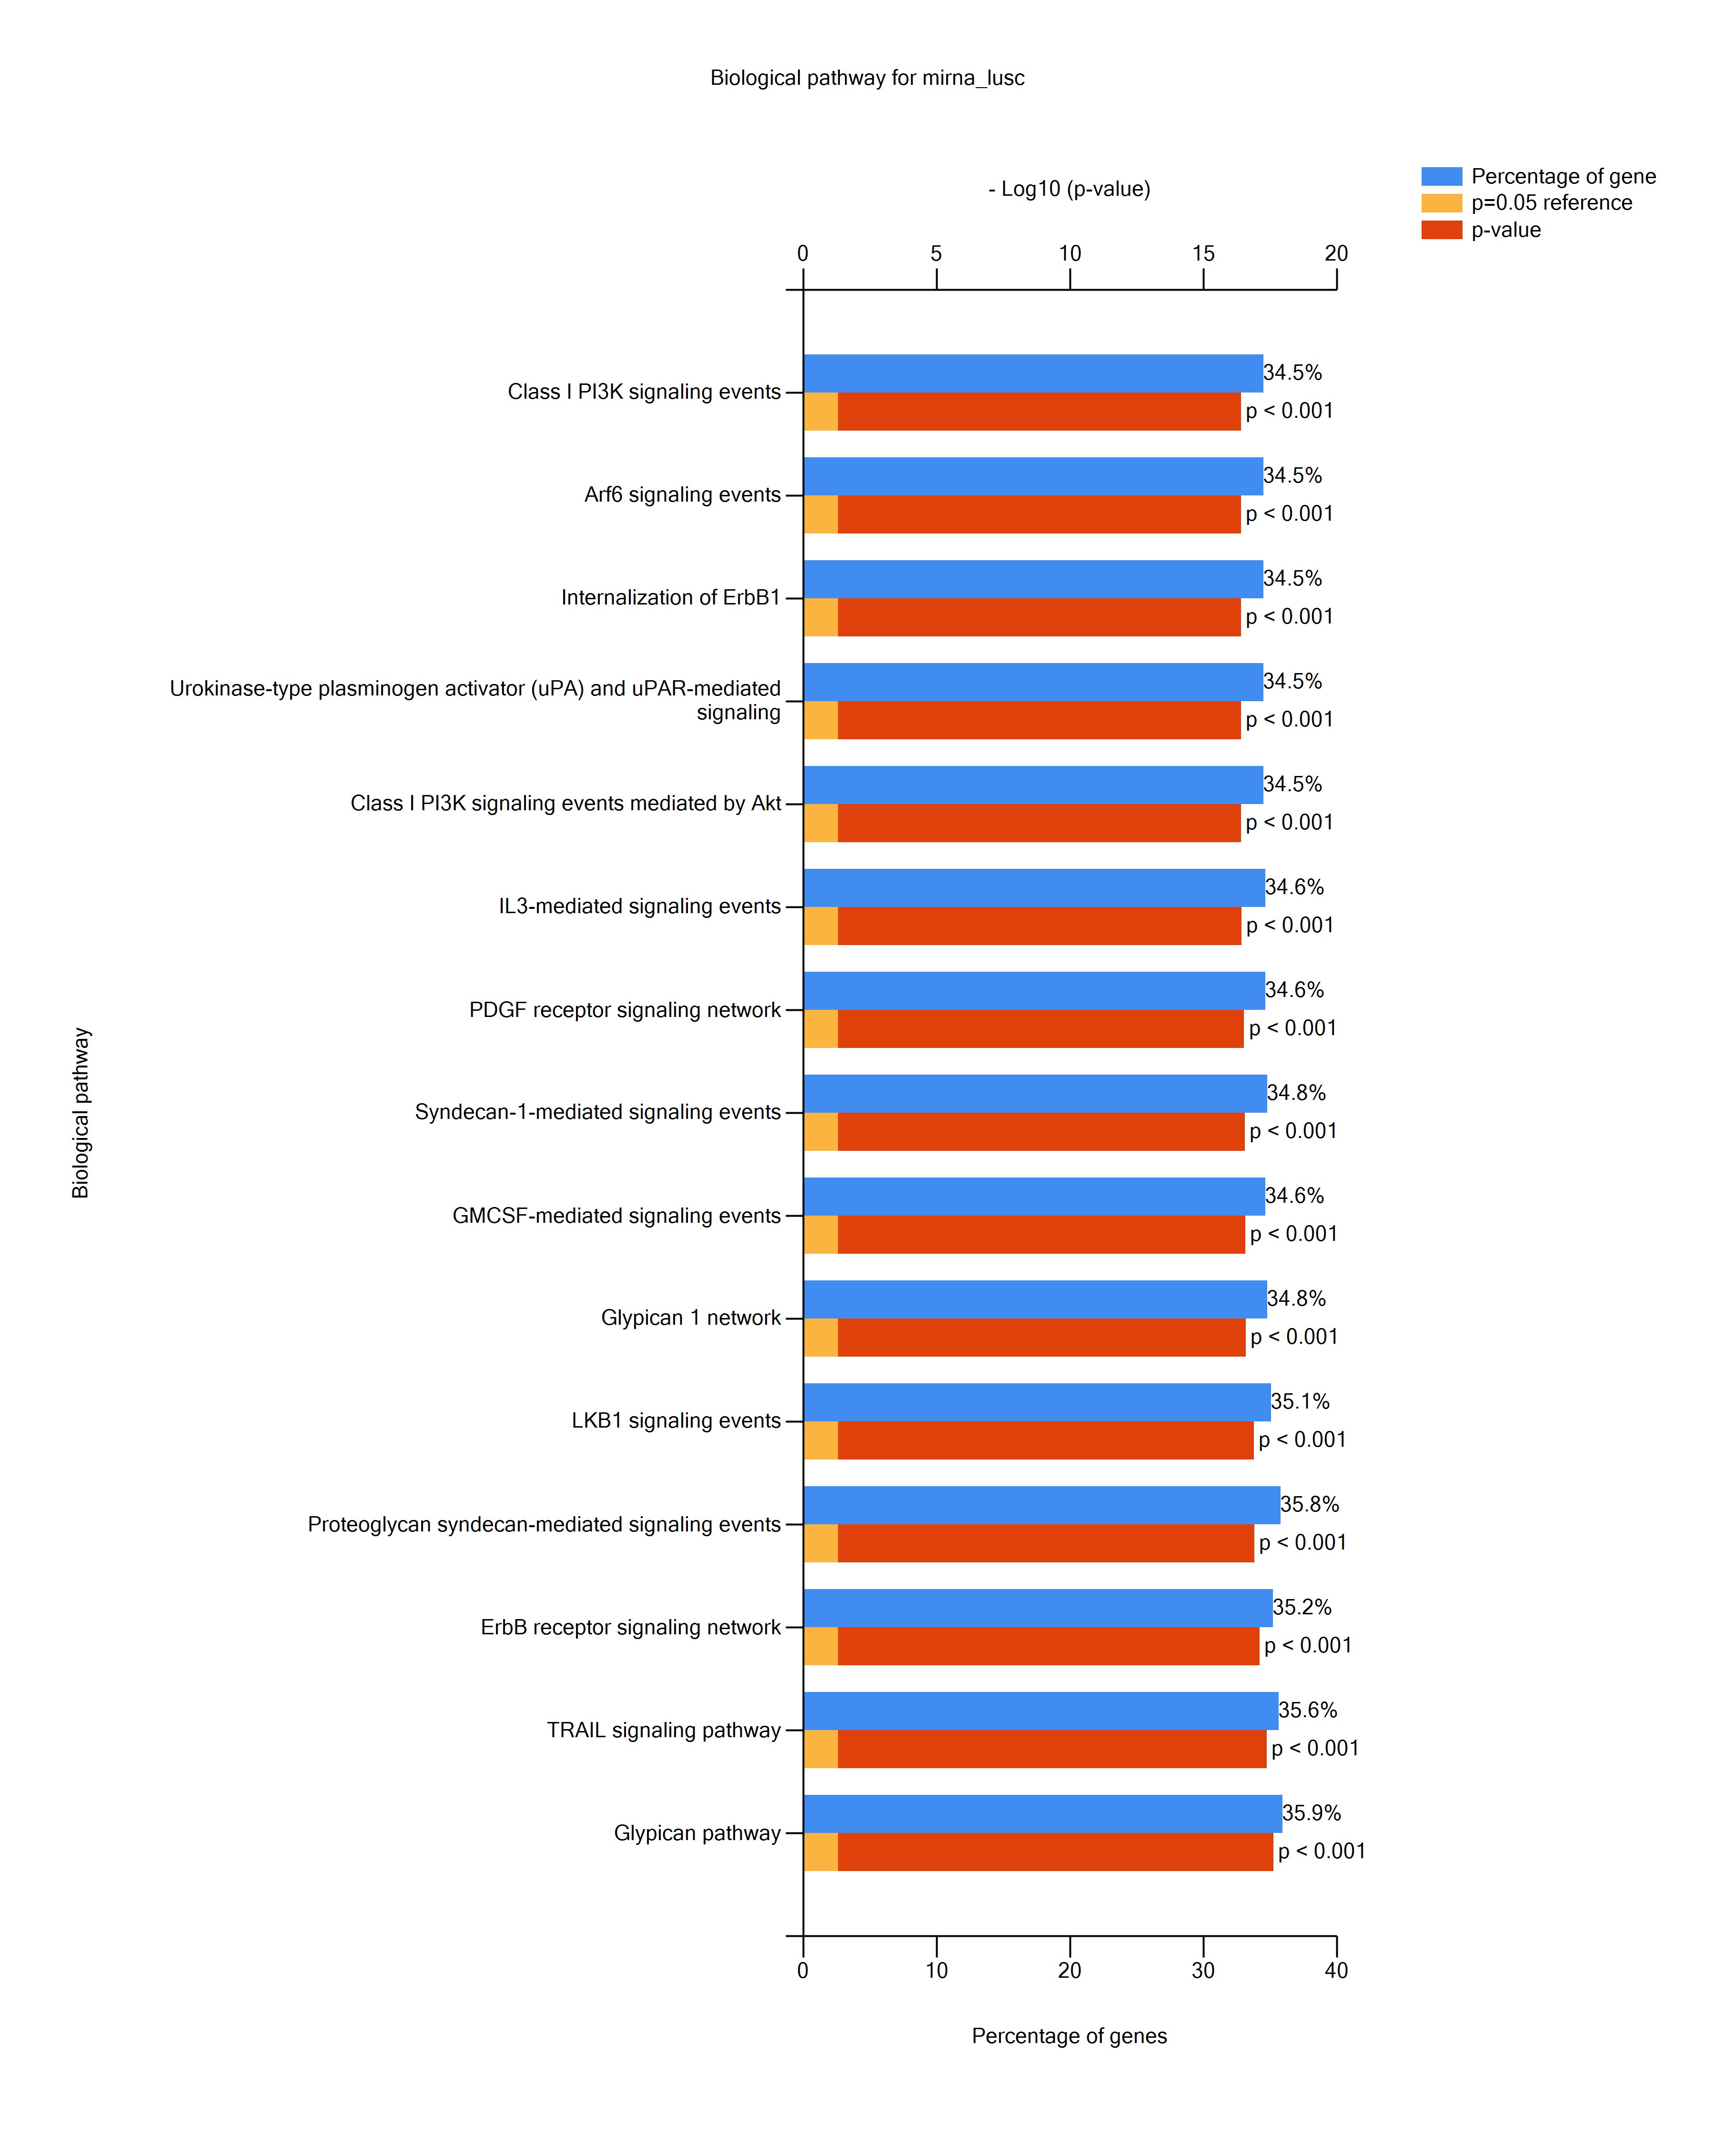 Biological pathway for mirna_lusc
- Log10 (p-value)
Percentage of gene
p=0.05 reference
p-value
0 5 10 15 20
Class I PI3K signaling events
34.5%
p < 0.001
Arf6 signaling events
34.5%
p < 0.001
Internalization of ErbB1
34.5%
p < 0.001
Urokinase-type plasminogen activator (uPA) and uPAR-mediated
signaling
34.5%
p < 0.001
Class I PI3K signaling events mediated by Akt
34.5%
p < 0.001
IL3-mediated signaling events
34.6%
p < 0.001
PDGF receptor signaling network
34.6%
p < 0.001
Syndecan-1-mediated signaling events
34.8%
p < 0.001
GMCSF-mediated signaling events
34.6%
p < 0.001
Glypican 1 network
34.8%
p < 0.001
LKB1 signaling events
35.1%
p < 0.001
Proteoglycan syndecan-mediated signaling events
35.8%
p < 0.001
ErbB receptor signaling network
35.2%
p < 0.001
TRAIL signaling pathway
35.6%
p < 0.001
Glypican pathway
35.9%
p < 0.001
Biological pathway
0 10 20 30 40
Percentage of genes